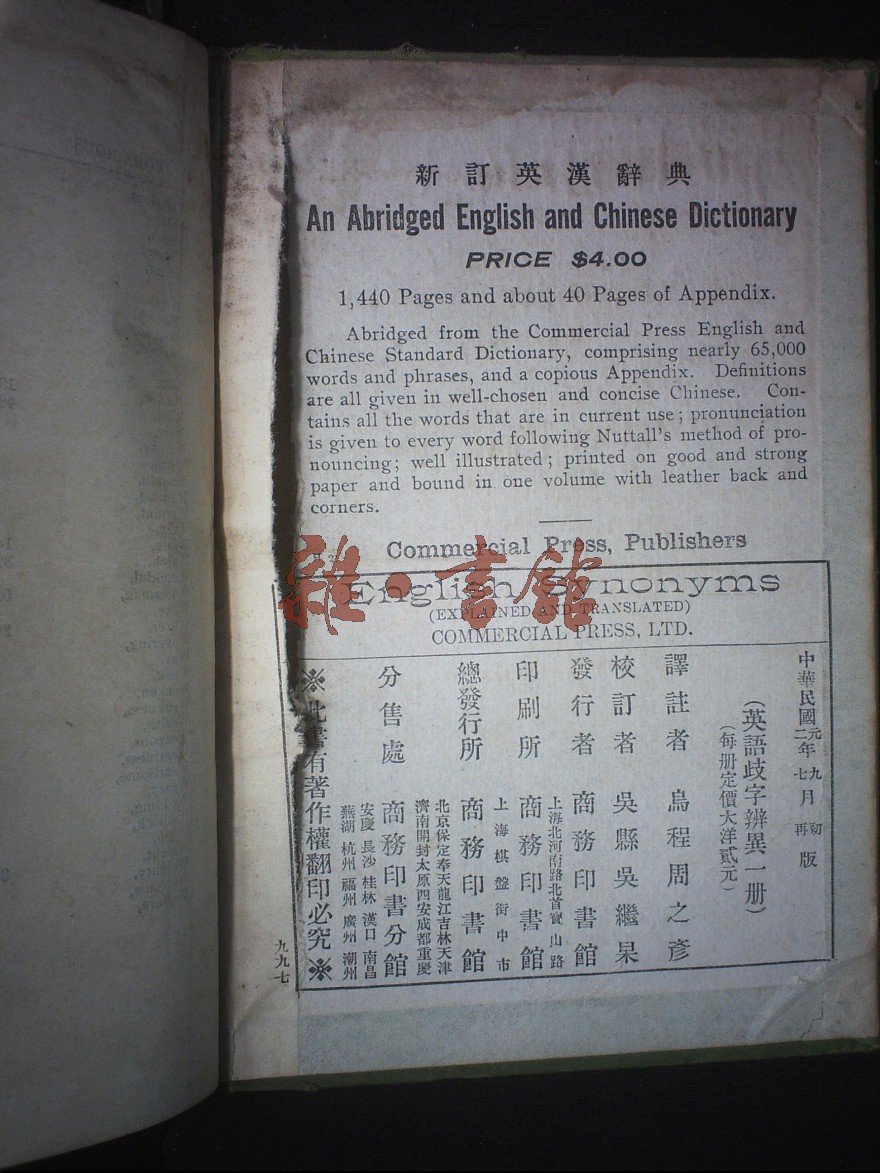 新訂英漢辭典
An Abridged English and Chinese Dictionary
PRICE $4.00
1,440 Pages and about 40 Pages of Appendix.
Abridged from the Commercial Press English and
Chinese Standard Dictionary, comprising nearly 65,000
words and phrases, and a copious Appendix. Definitions
are all given in well-chosen and concise Chinese. Con-
tains all the words that are in current use; pronunciation
is given to every word following Nuttall's method of pro-
nouncing; well illustrated; printed on good and strong
paper and bound in one volume with leather back and
corners.
Commercial Press, Publishers
雜·書館
English Synonyms
(EXPLAINED AND TRANSLATED)
COMMERCIAL PRESS, LTD.
中華民國元年九月初版
二年七月再版
(英語歧字辨異一册)
(每册定價大洋貳元)
譯註者 烏程周之彥
校訂者 吳縣吳繼杲
發行者 商務印書館
上海北河南路北首寶山路
印刷所 商務印書館
上海棋盤街中市
總發行所 商務印書館
北京保定奉天龍江吉林天津
濟南開封太原西安成都重慶
分售處 商務印書分館
安慶長沙桂林漢口南昌
蕪湖杭州福州廣州潮州
※此書有著作權翻印必究※
九九七